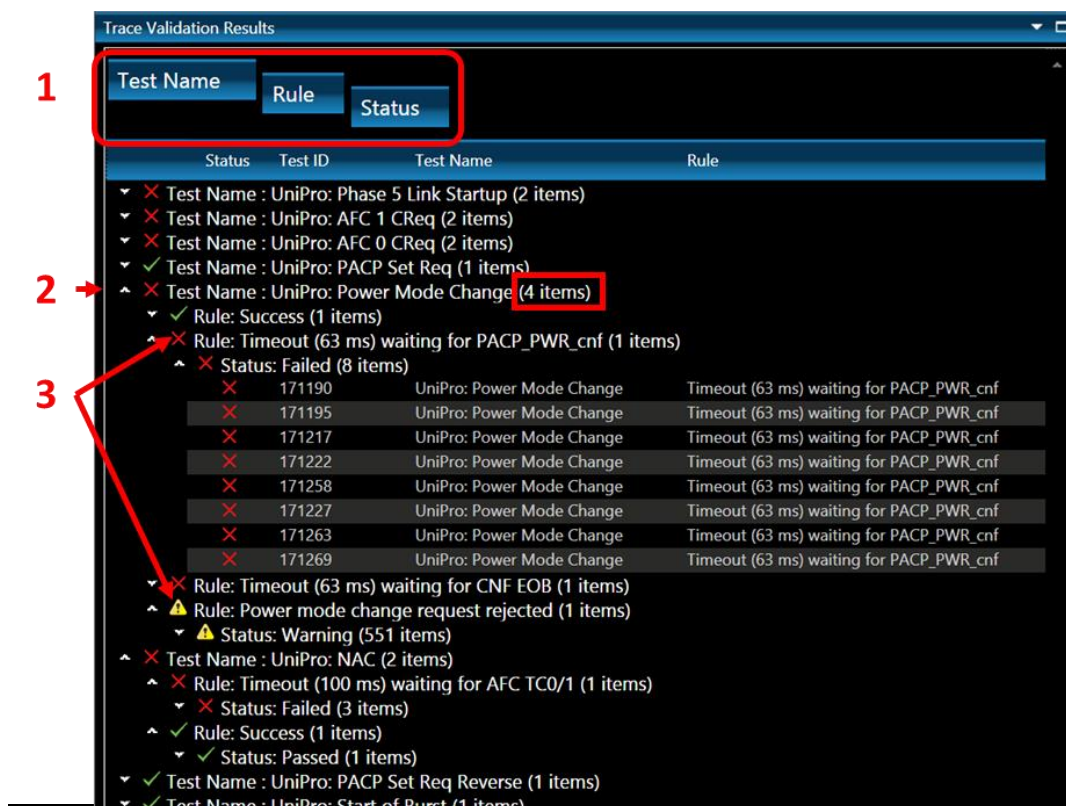 Trace Validation Results
1
Test Name
Rule
Status
Status Test ID Test Name Rule
Test Name : UniPro: Phase 5 Link Startup (2 items)
Test Name : UniPro: AFC 1 CReq (2 items)
Test Name : UniPro: AFC 0 CReq (2 items)
Test Name : UniPro: PACP Set Req (1 items)
2 Test Name : UniPro: Power Mode Change (4 items)
Rule: Success (1 items)
Rule: Timeout (63 ms) waiting for PACP_PWR_cnf (1 items)
Status: Failed (8 items)
3
171190 UniPro: Power Mode Change Timeout (63 ms) waiting for PACP_PWR_cnf
171195 UniPro: Power Mode Change Timeout (63 ms) waiting for PACP_PWR_cnf
171217 UniPro: Power Mode Change Timeout (63 ms) waiting for PACP_PWR_cnf
171222 UniPro: Power Mode Change Timeout (63 ms) waiting for PACP_PWR_cnf
171258 UniPro: Power Mode Change Timeout (63 ms) waiting for PACP_PWR_cnf
171227 UniPro: Power Mode Change Timeout (63 ms) waiting for PACP_PWR_cnf
171263 UniPro: Power Mode Change Timeout (63 ms) waiting for PACP_PWR_cnf
171269 UniPro: Power Mode Change Timeout (63 ms) waiting for PACP_PWR_cnf
Rule: Timeout (63 ms) waiting for CNF EOB (1 items)
Rule: Power mode change request rejected (1 items)
Status: Warning (551 items)
Test Name : UniPro: NAC (2 items)
Rule: Timeout (100 ms) waiting for AFC TC0/1 (1 items)
Status: Failed (3 items)
Rule: Success (1 items)
Status: Passed (1 items)
Test Name : UniPro: PACP Set Req Reverse (1 items)
Test Name : UniPro: Start of Burst (1 items)